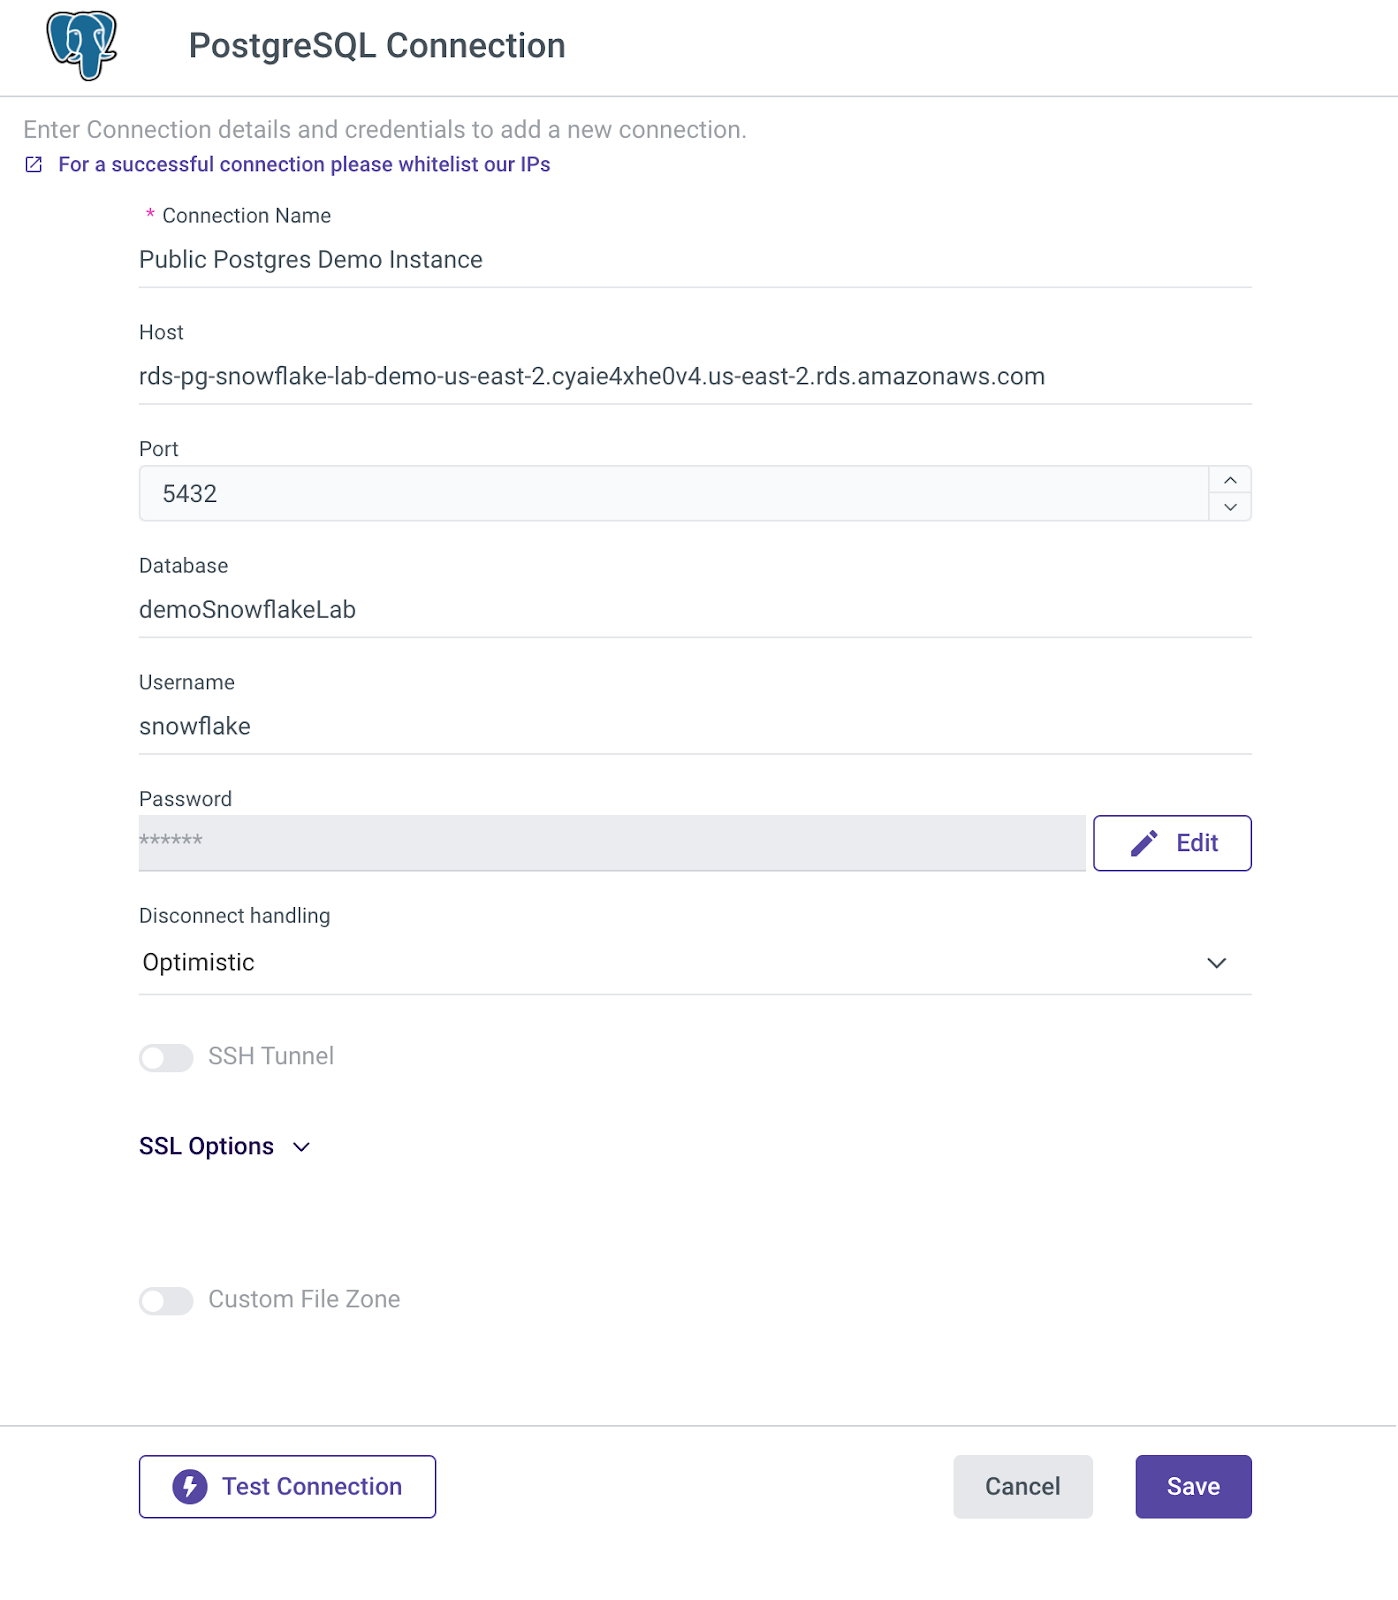 PostgreSQL Connection
Enter Connection details and credentials to add a new connection.
For a successful connection please whitelist our IPs
* Connection Name
Public Postgres Demo Instance
Host
rds-pg-snowflake-lab-demo-us-east-2.cyaie4xhe0v4.us-east-2.rds.amazonaws.com
Port
5432
Database
demoSnowflakeLab
Username
snowflake
Password
******
Edit
Disconnect handling
Optimistic
SSH Tunnel
SSL Options
Custom File Zone
Test Connection
Cancel
Save